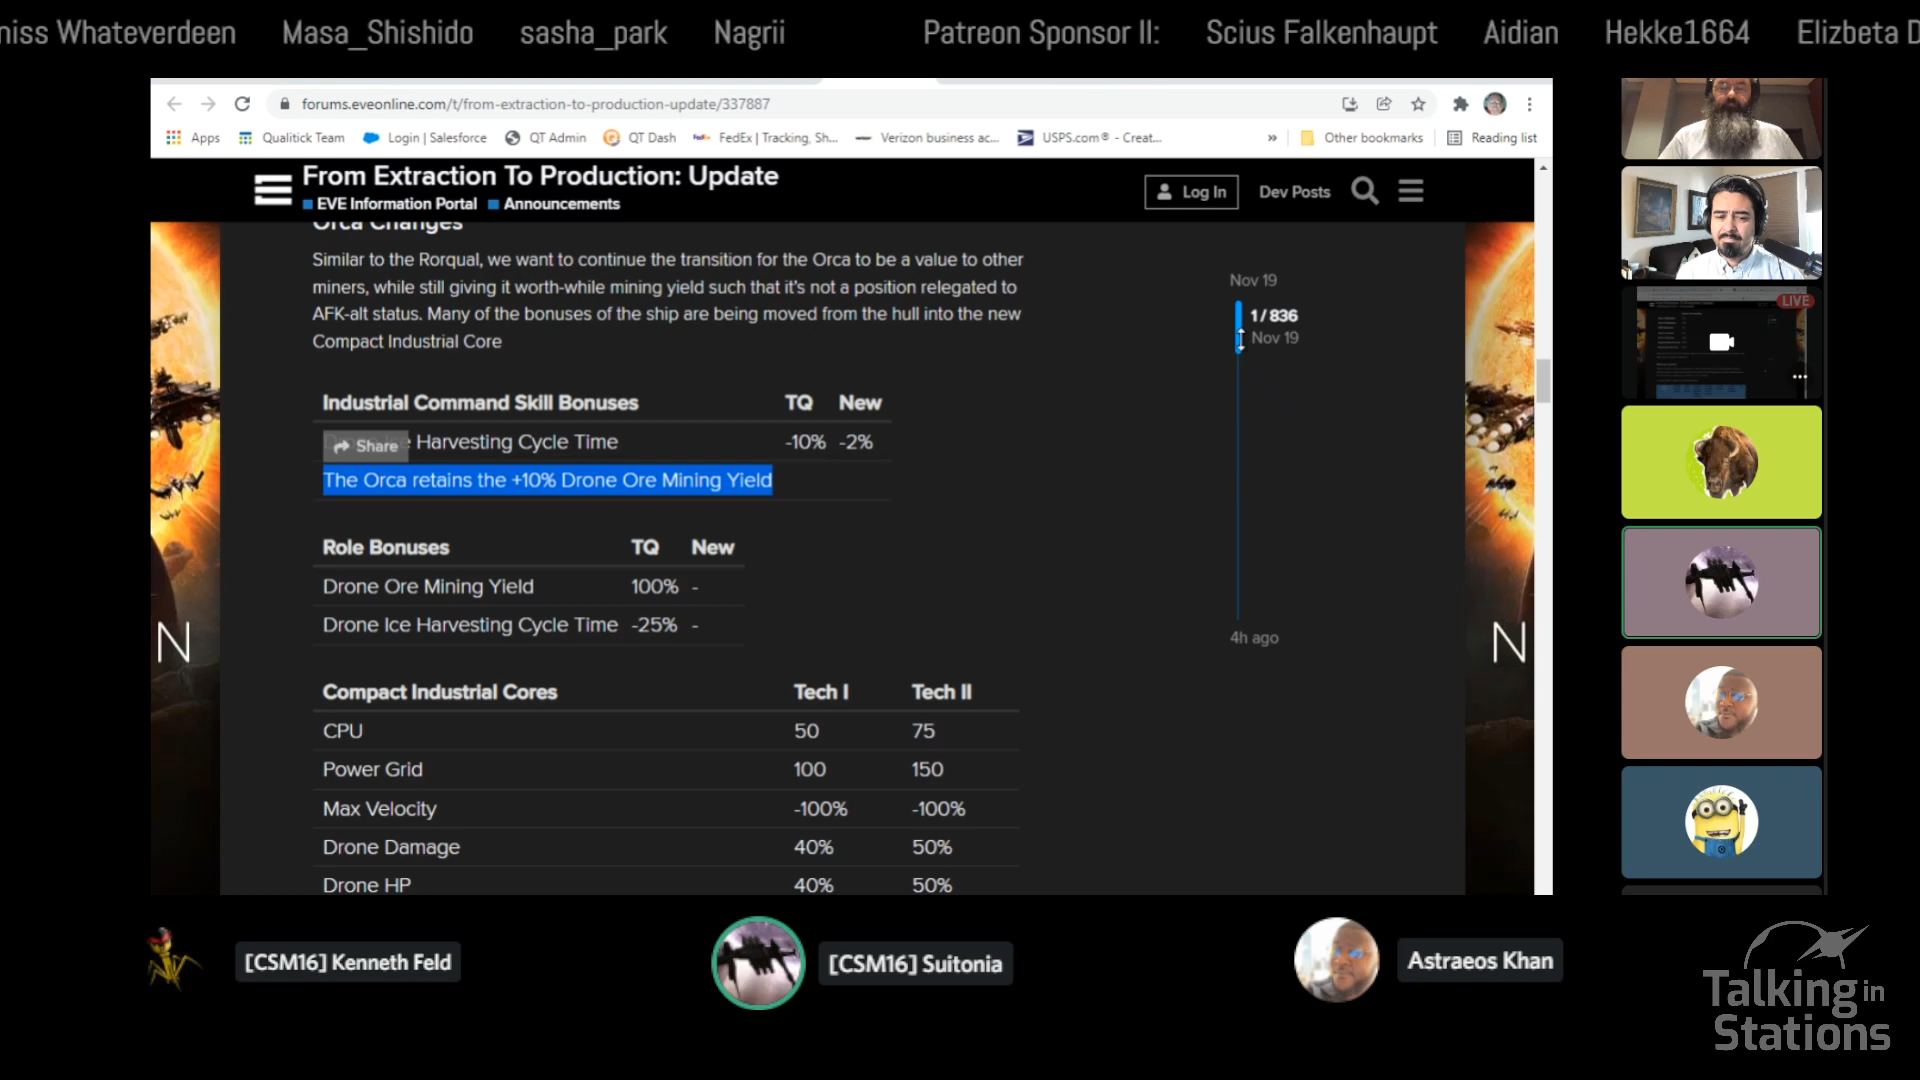 niss Whateverdeen Masa_Shishido sasha_park Nagrii Patreon Sponsor II: Scius Falkenhaupt Aidian Hekke1664 Elizbeta D
forums.eveonline.com/t/from-extraction-to-production-update/337887
Apps Qualitick Team Login | Salesforce QT Admin QT Dash FedEx | Tracking, Sh... Verizon business ac... USPS.com® - Creat... » Other bookmarks Reading list
From Extraction To Production: Update
EVE Information Portal Announcements
Log In Dev Posts
Orca Changes
Similar to the Rorqual, we want to continue the transition for the Orca to be a value to other
miners, while still giving it worth-while mining yield such that it's not a position relegated to
AFK-alt status. Many of the bonuses of the ship are being moved from the hull into the new
Compact Industrial Core
Nov 19
1 / 836
Nov 19
4h ago
Industrial Command Skill Bonuses TQ New
Share Harvesting Cycle Time -10% -2%
The Orca retains the +10% Drone Ore Mining Yield
Role Bonuses TQ New
Drone Ore Mining Yield 100% -
Drone Ice Harvesting Cycle Time -25% -
Compact Industrial Cores Tech I Tech II
CPU 50 75
Power Grid 100 150
Max Velocity -100% -100%
Drone Damage 40% 50%
Drone HP 40% 50%
N
N
LIVE
[CSM16] Kenneth Feld
[CSM16] Suitonia
Astraeos Khan
Talking in
Stations